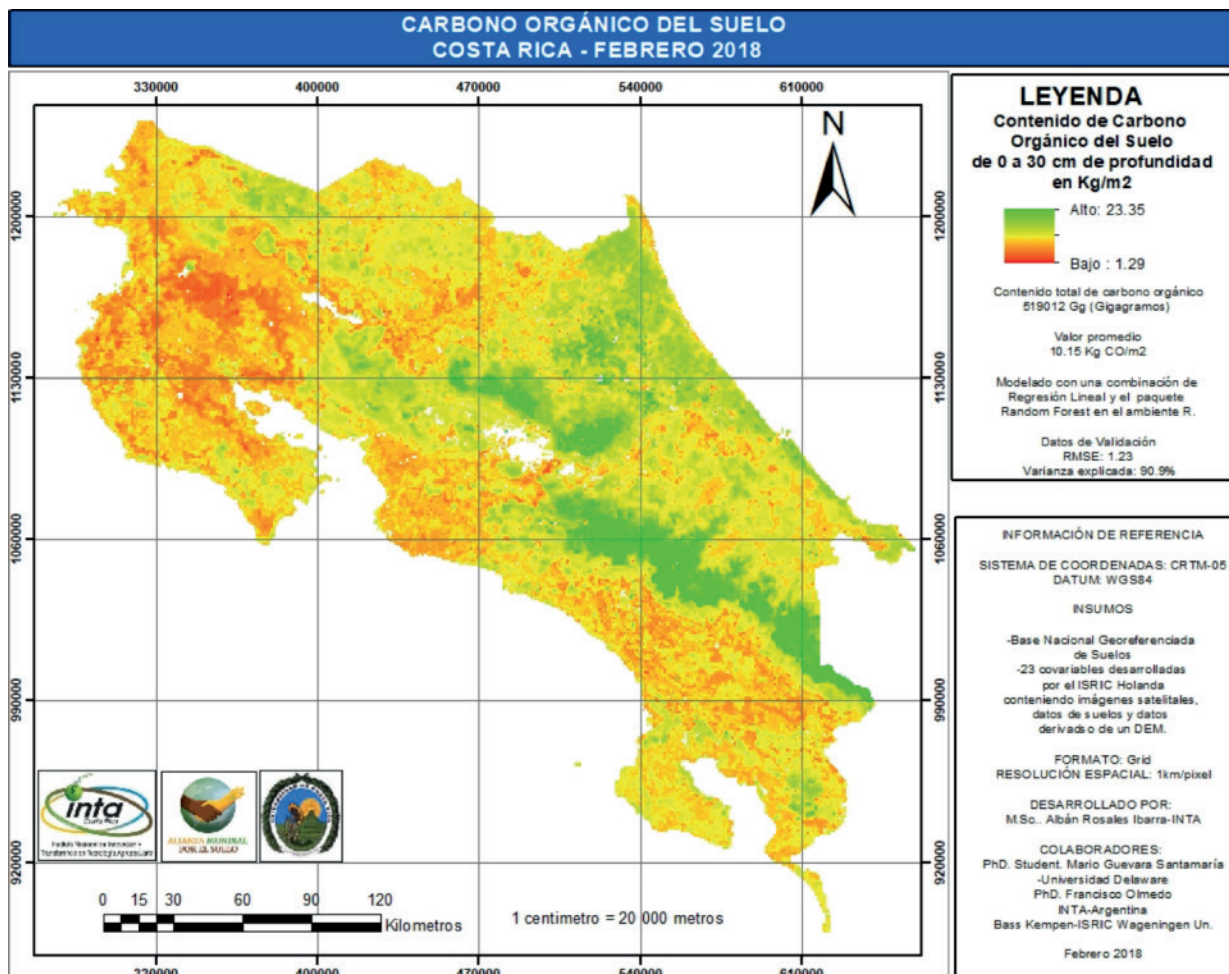 CARBONO ORGÁNICO DEL SUELO
COSTA RICA - FEBRERO 2018
330000 400000 470000 540000 610000
1200000
1130000
1060000
990000
920000
N
1200000
1130000
1060000
990000
920000
inta
Costa Rica
ALIANZA MUNDIAL
POR EL SUELO
0 15 30 60 90 120
Kilometros
1 centimetro = 20 000 metros
330000 400000 470000 540000 610000
LEYENDA
Contenido de Carbono
Orgánico del Suelo
de 0 a 30 cm de profundidad
en Kg/m2
Alto: 23.35
Bajo : 1.29
Contenido total de carbono orgánico
519012 Gg (Gigagramos)
Valor promedio
10.15 Kg CO/m2
Modelado con una combinación de
Regresión Lineal y el paquete
Random Forest en el ambiente R.
Datos de Validación
RMSE: 1.23
Varianza explicada: 90.9%
INFORMACIÓN DE REFERENCIA
SISTEMA DE COORDENADAS: CRTM-05
DATUM: WGS84
INSUMOS
-Base Nacional Georeferenciada
de Suelos
-23 covariables desarrolladas
por el ISRIC Holanda
conteniendo imágenes satelitales,
datos de suelos y datos
derivadso de un DEM.
FORMATO: Grid
RESOLUCIÓN ESPACIAL: 1km/pixel
DESARROLLADO POR:
M.Sc.. Albán Rosales Ibarra-INTA
COLABORADORES:
PhD. Student. Mario Guevara Santamaría
-Universidad Delaware
PhD. Francisco Olmedo
INTA-Argentina
Bass Kempen-ISRIC Wageningen Un.
Febrero 2018